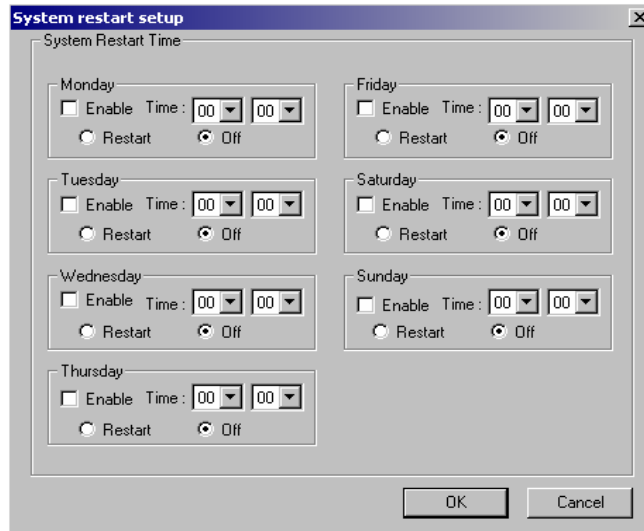 System restart setup
System Restart Time
Monday
Enable Time : 00 00
Restart Off
Tuesday
Enable Time : 00 00
Restart Off
Wednesday
Enable Time : 00 00
Restart Off
Thursday
Enable Time : 00 00
Restart Off
Friday
Enable Time : 00 00
Restart Off
Saturday
Enable Time : 00 00
Restart Off
Sunday
Enable Time : 00 00
Restart Off
OK Cancel